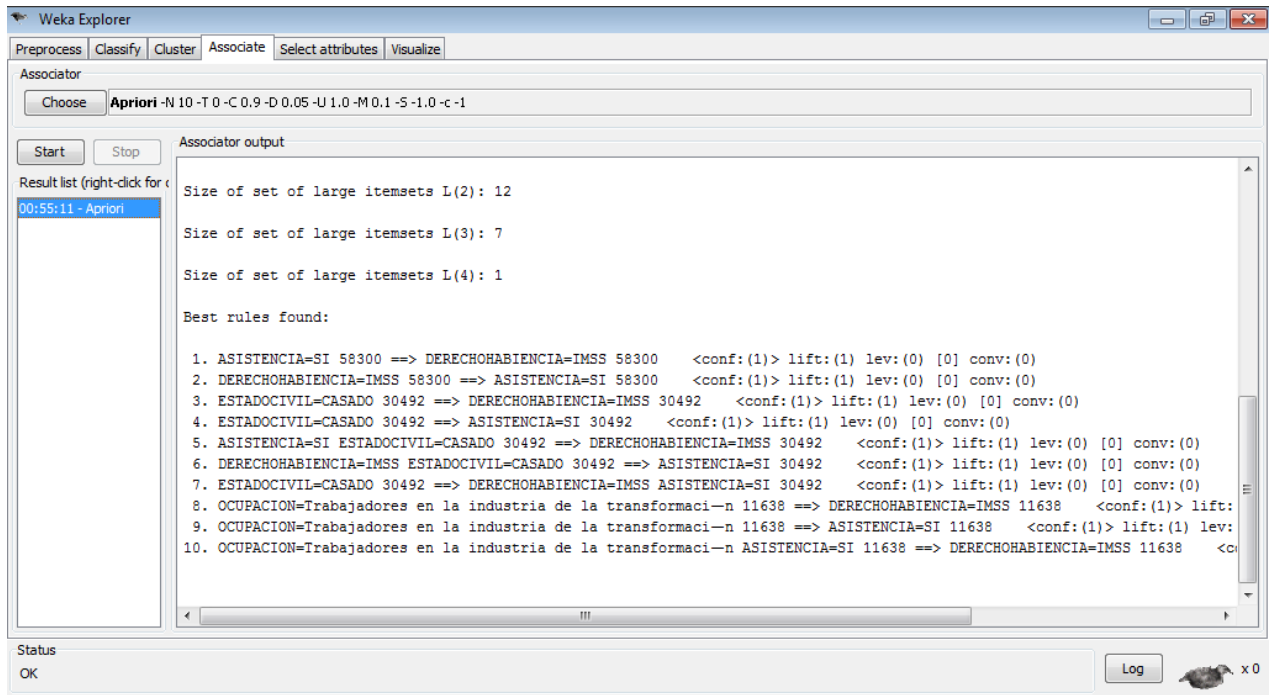 Weka Explorer
Preprocess Classify Cluster Associate Select attributes Visualize
Associator
Choose Apriori -N 10 -T 0 -C 0.9 -D 0.05 -U 1.0 -M 0.1 -S -1.0 -c -1
Start Stop
Result list (right-click for o
00:55:11 - Apriori
Associator output
Size of set of large itemsets L(2): 12
Size of set of large itemsets L(3): 7
Size of set of large itemsets L(4): 1
Best rules found:
1. ASISTENCIA=SI 58300 ==> DERECHOHABIENCIA=IMSS 58300 <conf:(1)> lift:(1) lev:(0) [0] conv:(0)
2. DERECHOHABIENCIA=IMSS 58300 ==> ASISTENCIA=SI 58300 <conf:(1)> lift:(1) lev:(0) [0] conv:(0)
3. ESTADOCIVIL=CASADO 30492 ==> DERECHOHABIENCIA=IMSS 30492 <conf:(1)> lift:(1) lev:(0) [0] conv:(0)
4. ESTADOCIVIL=CASADO 30492 ==> ASISTENCIA=SI 30492 <conf:(1)> lift:(1) lev:(0) [0] conv:(0)
5. ASISTENCIA=SI ESTADOCIVIL=CASADO 30492 ==> DERECHOHABIENCIA=IMSS 30492 <conf:(1)> lift:(1) lev:(0) [0] conv:(0)
6. DERECHOHABIENCIA=IMSS ESTADOCIVIL=CASADO 30492 ==> ASISTENCIA=SI 30492 <conf:(1)> lift:(1) lev:(0) [0] conv:(0)
7. ESTADOCIVIL=CASADO 30492 ==> DERECHOHABIENCIA=IMSS ASISTENCIA=SI 30492 <conf:(1)> lift:(1) lev:(0) [0] conv:(0)
8. OCUPACION=Trabajadores en la industria de la transformaci—n 11638 ==> DERECHOHABIENCIA=IMSS 11638 <conf:(1)> lift:
9. OCUPACION=Trabajadores en la industria de la transformaci—n 11638 ==> ASISTENCIA=SI 11638 <conf:(1)> lift:(1) lev:
10. OCUPACION=Trabajadores en la industria de la transformaci—n ASISTENCIA=SI 11638 ==> DERECHOHABIENCIA=IMSS 11638 <co
Status
OK
Log x 0